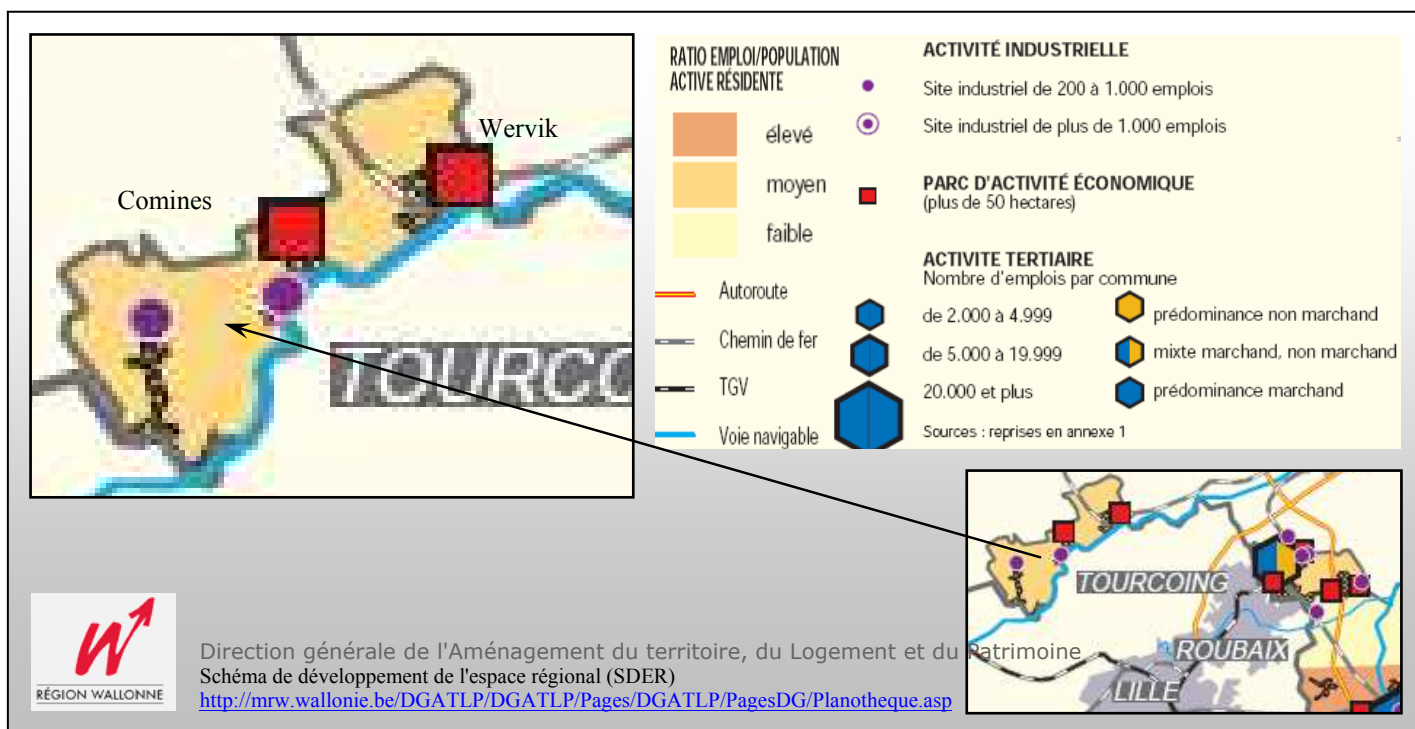 Wervik
Comines
TOURCO
RATIO EMPLOI/POPULATION
ACTIVE RÉSIDENTE
élevé
moyen
faible
Autoroute
Chemin de fer
TGV
Voie navigable
ACTIVITÉ INDUSTRIELLE
Site industriel de 200 à 1.000 emplois
Site industriel de plus de 1.000 emplois
PARC D'ACTIVITÉ ÉCONOMIQUE
(plus de 50 hectares)
ACTIVITE TERTIAIRE
Nombre d'emplois par commune
de 2.000 à 4.999
prédominance non marchand
de 5.000 à 19.999
mixte marchand, non marchand
20.000 et plus
prédominance marchand
Sources : reprises en annexe 1
TOURCOING
ROUBAIX
LILLE
W
RÉGION WALLONNE
Direction générale de l'Aménagement du territoire, du Logement et du Patrimoine
Schéma de développement de l'espace régional (SDER)
http://mrw.wallonie.be/DGATLP/DGATLP/Pages/DGATLP/PagesDG/Planotheque.asp